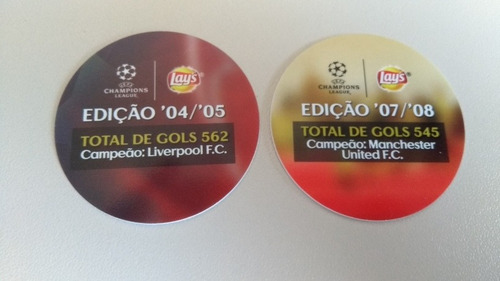 CHAMPIONS
LEAGUE
Lay's
EDIÇÃO '04/'05
TOTAL DE GOLS 562
Campeão: Liverpool F.C.
CHAMPIONS
LEAGUE
Lay's
EDIÇÃO '07/'08
TOTAL DE GOLS 545
Campeão: Manchester
United F.C.